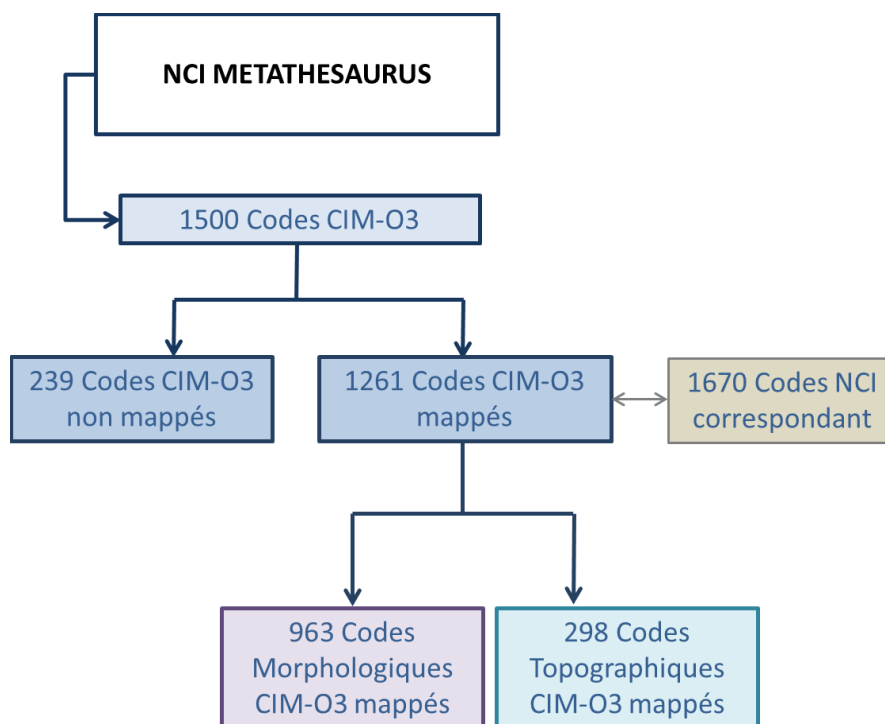 NCI METATHESAURUS
1500 Codes CIM-O3
239 Codes CIM-O3
non mappés
1261 Codes CIM-O3
mappés
1670 Codes NCI
correspondant
963 Codes
Morphologiques
CIM-O3 mappés
298 Codes
Topographiques
CIM-O3 mappés